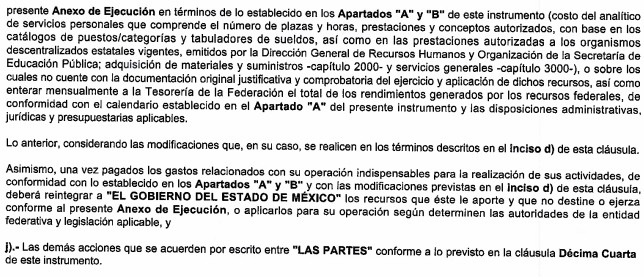 presente Anexo de Ejecución en términos de lo establecido en los Apartados "A" y "B" de este instrumento (costo del analítico
de servicios personales que comprende el número de plazas y horas, prestaciones y conceptos autorizados, con base en los
catálogos de puestos/categorías y tabuladores de sueldos, así como en las prestaciones autorizadas a los organismos
descentralizados estatales vigentes, emitidos por la Dirección General de Recursos Humanos y Organización de la Secretaría de
Educación Pública; adquisición de materiales y suministros -capítulo 2000- y servicios generales -capítulo 3000-), o sobre los
cuales no cuente con la documentación original justificativa y comprobatoria del ejercicio y aplicación de dichos recursos, así como
enterar mensualmente a la Tesorería de la Federación el total de los rendimientos generados por los recursos federales, de
conformidad con el calendario establecido en el Apartado "A" del presente instrumento y las disposiciones administrativas,
jurídicas y presupuestarias aplicables.
Lo anterior, considerando las modificaciones que, en su caso, se realicen en los términos descritos en el inciso d) de esta cláusula.
Asimismo, una vez pagados los gastos relacionados con su operación indispensables para la realización de sus actividades, de
conformidad con lo establecido en los Apartados "A" y "B" y con las modificaciones previstas en el inciso d) de esta cláusula,
deberá reintegrar a "EL GOBIERNO DEL ESTADO DE MÉXICO" los recursos que éste le aporte y que no destine o ejerza
conforme al presente Anexo de Ejecución, o aplicarlos para su operación según determinen las autoridades de la entidad
federativa y legislación aplicable, y
j).- Las demás acciones que se acuerden por escrito entre "LAS PARTES" conforme a lo previsto en la cláusula Décima Cuarta
de este instrumento.